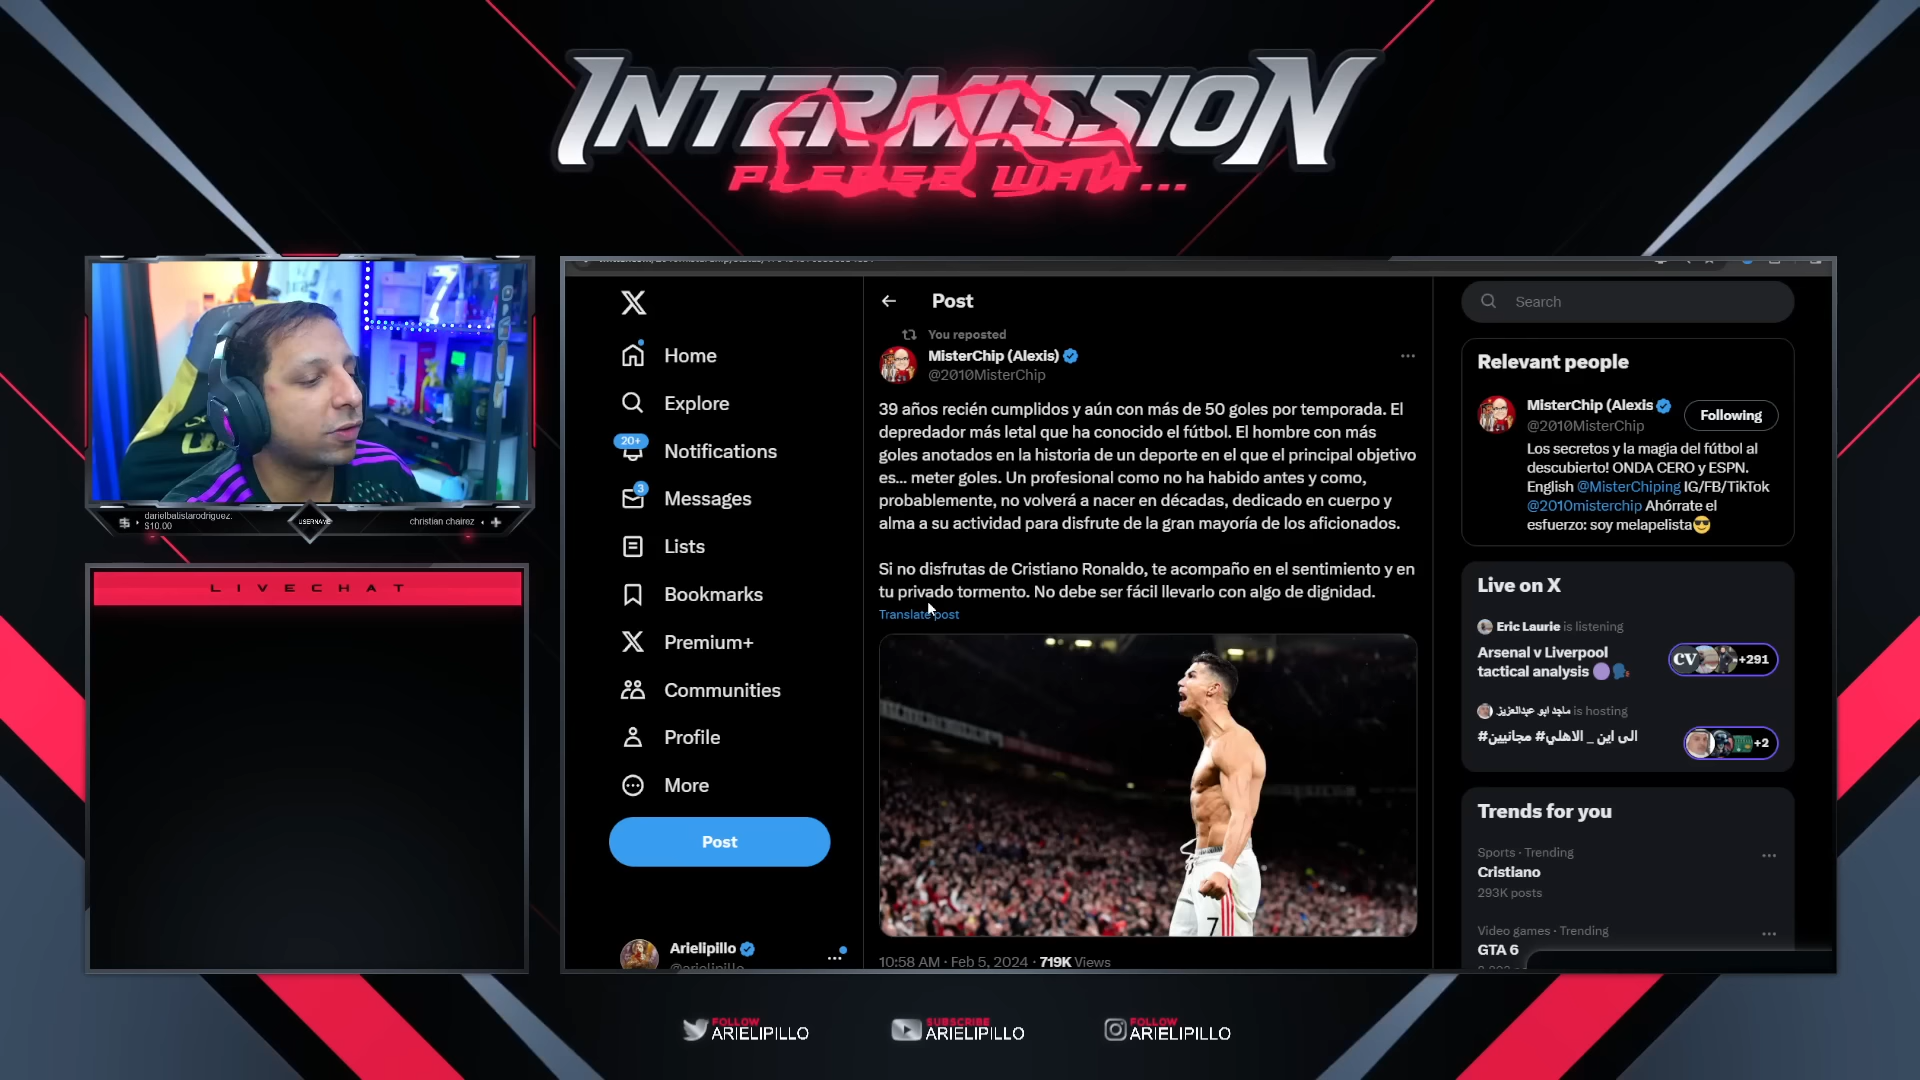 INTERMISSION
PLEASE WAIT...
7
darielbatistarodriguez:
$10.00
USERNAME
christian chairez
LIVECHAT
Home
Explore
20+
Notifications
3
Messages
Lists
Bookmarks
Premium+
Communities
Profile
More
Post
Arielipillo
@arielipillo
Post
You reposted
MisterChip (Alexis)
@2010MisterChip
39 años recién cumplidos y aún con más de 50 goles por temporada. El
depredador más letal que ha conocido el fútbol. El hombre con más
goles anotados en la historia de un deporte en el que el principal objetivo
es... meter goles. Un profesional como no ha habido antes y como,
probablemente, no volverá a nacer en décadas, dedicado en cuerpo y
alma a su actividad para disfrute de la gran mayoría de los aficionados.
Si no disfrutas de Cristiano Ronaldo, te acompaño en el sentimiento y en
tu privado tormento. No debe ser fácil llevarlo con algo de dignidad.
Translate post
7
10:58 AM · Feb 5, 2024 · 719K Views
Search
Relevant people
MisterChip (Alexis
@2010MisterChip
Following
Los secretos y la magia del fútbol al
descubierto! ONDA CERO y ESPN.
English @MisterChiping IG/FB/TikTok
@2010misterchip Ahórrate el
esfuerzo: soy melapelista😎
Live on X
Eric Laurie is listening
Arsenal v Liverpool
tactical analysis
CV
+291
ماجد ابو عبدالعزيز is hosting
#الى اين _ الاهلي# مجانيين
+2
Trends for you
Sports · Trending
Cristiano
293K posts
Video games · Trending
GTA 6
FOLLOW
ARIELIPILLO
SUBSCRIBE
ARIELIPILLO
FOLLOW
ARIELIPILLO